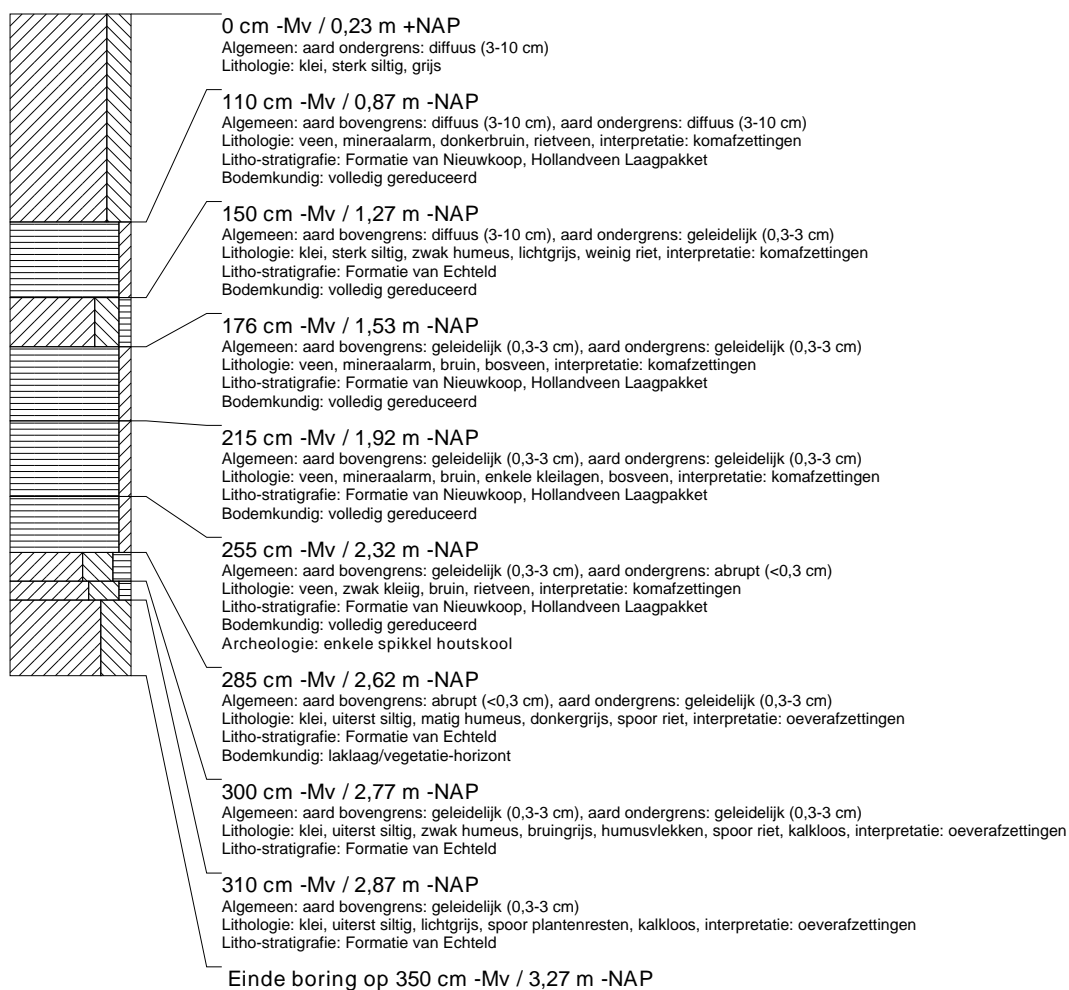 0 cm -Mv / 0,23 m +NAP
Algemeen: aard ondergrens: diffuus (3-10 cm)
Lithologie: klei, sterk siltig, grijs
110 cm -Mv / 0,87 m -NAP
Algemeen: aard bovengrens: diffuus (3-10 cm), aard ondergrens: diffuus (3-10 cm)
Lithologie: veen, mineraalarm, donkerbruin, rietveen, interpretatie: komafzettingen
Litho-stratigrafie: Formatie van Nieuwkoop, Hollandveen Laagpakket
Bodemkundig: volledig gereduceerd
150 cm -Mv / 1,27 m -NAP
Algemeen: aard bovengrens: diffuus (3-10 cm), aard ondergrens: geleidelijk (0,3-3 cm)
Lithologie: klei, sterk siltig, zwak humeus, lichtgrijs, weinig riet, interpretatie: komafzettingen
Litho-stratigrafie: Formatie van Echteld
Bodemkundig: volledig gereduceerd
176 cm -Mv / 1,53 m -NAP
Algemeen: aard bovengrens: geleidelijk (0,3-3 cm), aard ondergrens: geleidelijk (0,3-3 cm)
Lithologie: veen, mineraalarm, bruin, bosveen, interpretatie: komafzettingen
Litho-stratigrafie: Formatie van Nieuwkoop, Hollandveen Laagpakket
Bodemkundig: volledig gereduceerd
215 cm -Mv / 1,92 m -NAP
Algemeen: aard bovengrens: geleidelijk (0,3-3 cm), aard ondergrens: geleidelijk (0,3-3 cm)
Lithologie: veen, mineraalarm, bruin, enkele kleilagen, bosveen, interpretatie: komafzettingen
Litho-stratigrafie: Formatie van Nieuwkoop, Hollandveen Laagpakket
Bodemkundig: volledig gereduceerd
255 cm -Mv / 2,32 m -NAP
Algemeen: aard bovengrens: geleidelijk (0,3-3 cm), aard ondergrens: abrupt (<0,3 cm)
Lithologie: veen, zwak kleiig, bruin, rietveen, interpretatie: komafzettingen
Litho-stratigrafie: Formatie van Nieuwkoop, Hollandveen Laagpakket
Bodemkundig: volledig gereduceerd
Archeologie: enkele spikkel houtskool
285 cm -Mv / 2,62 m -NAP
Algemeen: aard bovengrens: abrupt (<0,3 cm), aard ondergrens: geleidelijk (0,3-3 cm)
Lithologie: klei, uiterst siltig, matig humeus, donkergrijs, spoor riet, interpretatie: oeverafzettingen
Litho-stratigrafie: Formatie van Echteld
Bodemkundig: laklaag/vegetatie-horizont
300 cm -Mv / 2,77 m -NAP
Algemeen: aard bovengrens: geleidelijk (0,3-3 cm), aard ondergrens: geleidelijk (0,3-3 cm)
Lithologie: klei, uiterst siltig, zwak humeus, bruingrijs, humusvlekken, spoor riet, kalkloos, interpretatie: oeverafzettingen
Litho-stratigrafie: Formatie van Echteld
310 cm -Mv / 2,87 m -NAP
Algemeen: aard bovengrens: geleidelijk (0,3-3 cm)
Lithologie: klei, uiterst siltig, lichtgrijs, spoor plantenresten, kalkloos, interpretatie: oeverafzettingen
Litho-stratigrafie: Formatie van Echteld
Einde boring op 350 cm -Mv / 3,27 m -NAP